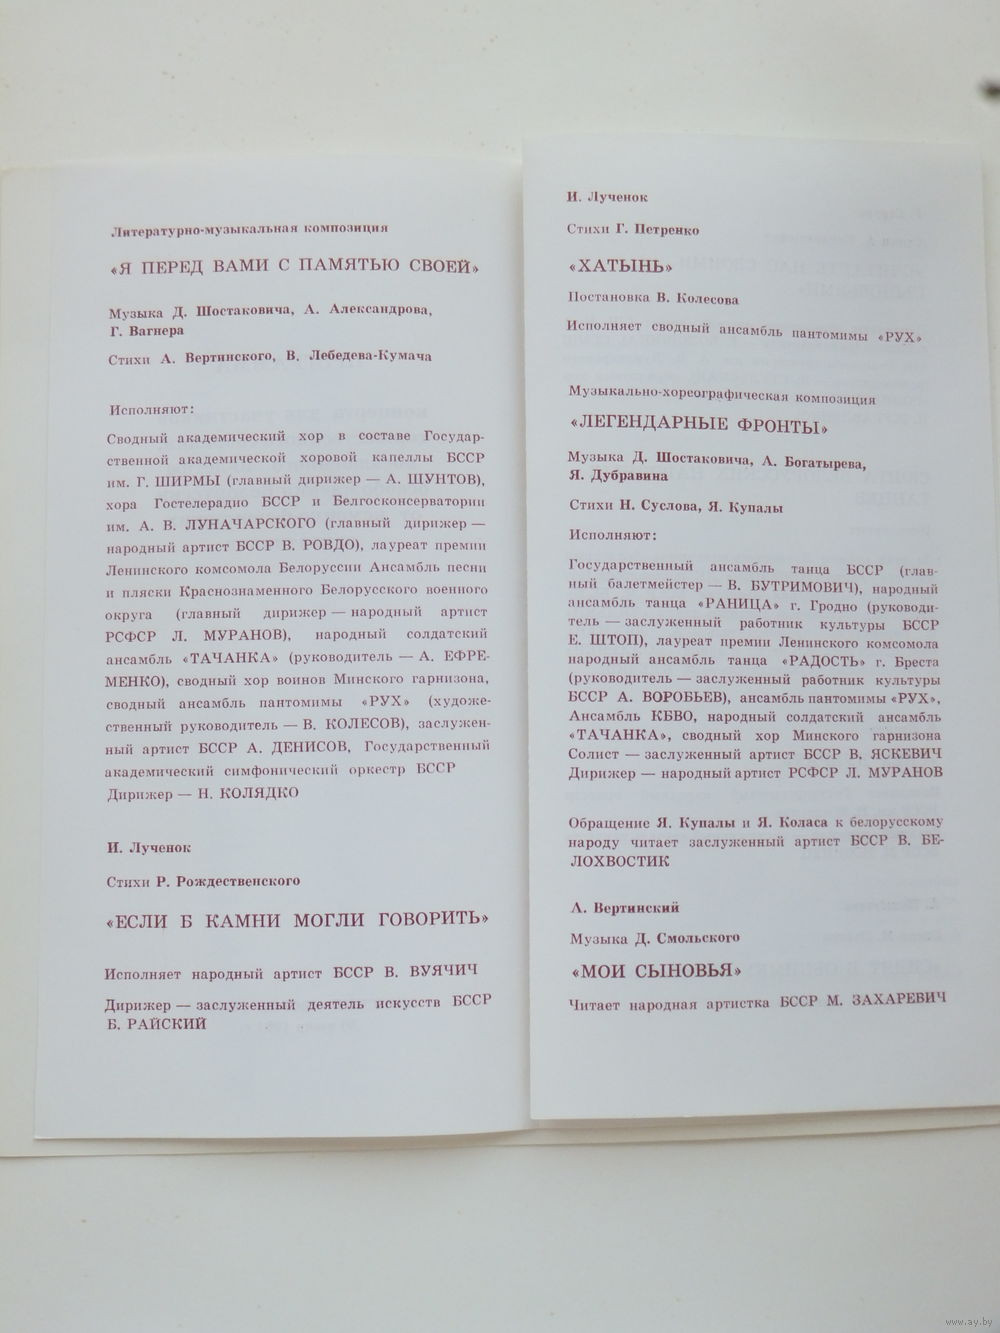 Литературно-музыкальная композиция
«Я ПЕРЕД ВАМИ С ПАМЯТЬЮ СВОЕЙ»
Музыка Д. Шостаковича, А. Александрова,
Г. Вагнера
Стихи А. Вертинского, В. Лебедева-Кумача
Исполняют:
Сводный академический хор в составе Государ-
ственной академической хоровой капеллы БССР
им. Г. ШИРМЫ (главный дирижер — А. ШУНТОВ),
хора Гостелерадио БССР и Белгосконсерватории
им. А. В. ЛУНАЧАРСКОГО (главный дирижер —
народный артист БССР В. РОВДО), лауреат премии
Ленинского комсомола Белоруссии Ансамбль песни
и пляски Краснознаменного Белорусского военного
округа (главный дирижер — народный артист
РСФСР Л. МУРАНОВ), народный солдатский
ансамбль «ТАЧАНКА» (руководитель — А. ЕФРЕ-
МЕНКО), сводный хор воинов Минского гарнизона,
сводный ансамбль пантомимы «РУХ» (художе-
ственный руководитель — В. КОЛЕСОВ), заслужен-
ный артист БССР А. ДЕНИСОВ, Государственный
академический симфонический оркестр БССР
Дирижер — Н. КОЛЯДКО
И. Лученок
Стихи Р. Рождественского
«ЕСЛИ Б КАМНИ МОГЛИ ГОВОРИТЬ»
Исполняет народный артист БССР В. ВУЯЧИЧ
Дирижер — заслуженный деятель искусств БССР
Б. РАЙСКИЙ
И. Лученок
Стихи Г. Петренко
«ХАТЫНЬ»
Постановка В. Колесова
Исполняет сводный ансамбль пантомимы «РУХ»
Музыкально-хореографическая композиция
«ЛЕГЕНДАРНЫЕ ФРОНТЫ»
Музыка Д. Шостаковича, А. Богатырева,
Я. Дубравина
Стихи Н. Суслова, Я. Купалы
Исполняют:
Государственный ансамбль танца БССР (глав-
ный балетмейстер — В. БУТРИМОВИЧ), народный
ансамбль танца «РАНИЦА» г. Гродно (руководи-
тель — заслуженный работник культуры БССР
Е. ШТОП), лауреат премии Ленинского комсомола
народный ансамбль танца «РАДОСТЬ» г. Бреста
(руководитель — заслуженный работник культуры
БССР А. ВОРОБЬЕВ), ансамбль пантомимы «РУХ»,
Ансамбль КБВО, народный солдатский ансамбль
«ТАЧАНКА», сводный хор Минского гарнизона
Солист — заслуженный артист БССР В. ЯСКЕВИЧ
Дирижер — народный артист РСФСР Л. МУРАНОВ
Обращение Я. Купалы и Я. Коласа к белорусскому
народу читает заслуженный артист БССР В. БЕ-
ЛОХВОСТИК
А. Вертинский
Музыка Д. Смольского
«МОИ СЫНОВЬЯ»
Читает народная артистка БССР М. ЗАХАРЕВИЧ
www.ay.by